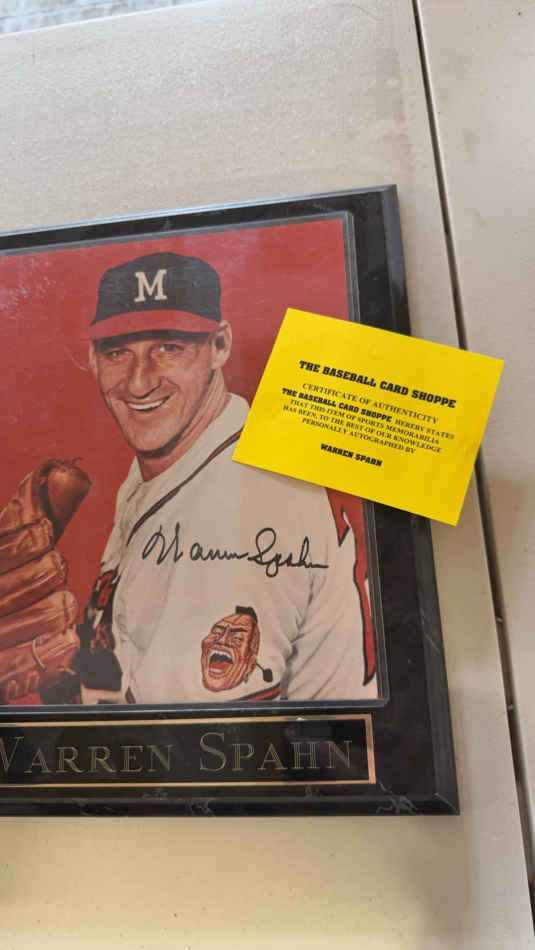 M
THE BASEBALL CARD SHOPPE
CERTIFICATE OF AUTHENTICITY
THE BASEBALL CARD SHOPPE HEREBY STATES
THAT THIS ITEM OF SPORTS MEMORABILIA
HAS BEEN, TO THE BEST OF OUR KNOWLEDGE
PERSONALLY AUTOGRAPHED BY
WARREN SPAHN
Warren Spahn
WARREN SPAHN